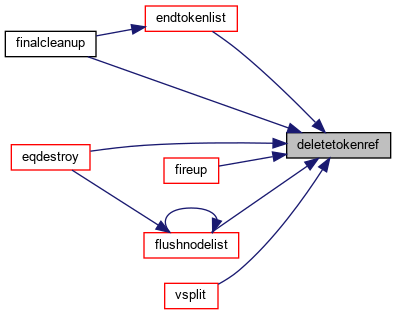 endtokenlist
finalcleanup
deletetokenref
eqdestroy
fireup
flushnodelist
vsplit